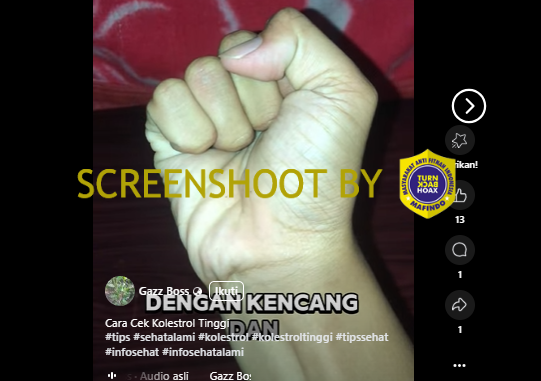 SCREENSHOOT BY
MASYARAKAT ANTI FITNAH INDONESIA
TURN
BACK
HOAX
MAFINDO
13
1
1
Gazz Boss
Ikuti
DENGAN KENCANG
DAN
Cara Cek Kolestrol Tinggi
#tips #sehatalami #kolestrol #kolestroltinggi #tipssehat
#infosehat #infosehatalami
Audio asli
Gazz Bos